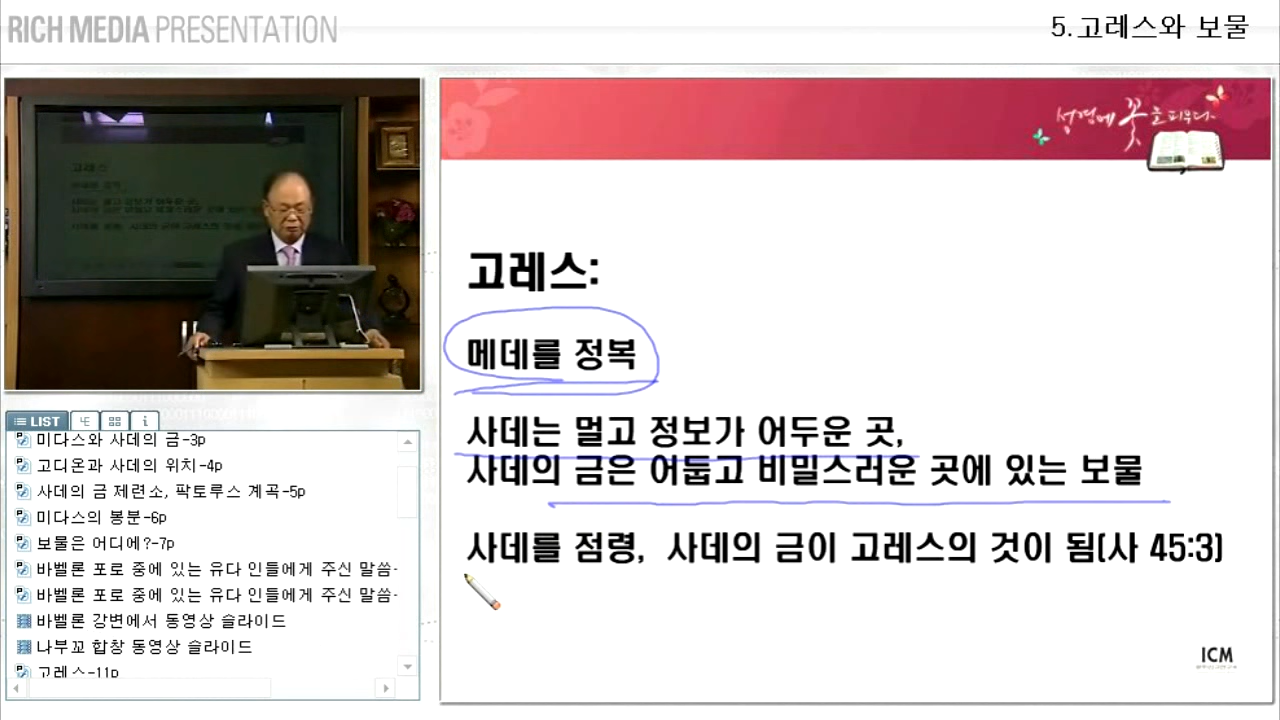 RICH MEDIA PRESENTATION
5.고레스와 보물
성경에 꽃을 피우다
고레스:
메데를 정복
사데는 멀고 정보가 어두운 곳,
사데의 금은 어둡고 비밀스러운 곳에 있는 보물
사데를 점령, 사데의 금이 고레스의 것이 됨(사 45:3)
ICM
LIST
미다스와 사데의 금-3p
고디온과 사데의 위치-4p
사데의 금 제련소, 팍토루스 계곡-5p
미다스의 봉분-6p
보물은 어디에?-7p
바벨론 포로 중에 있는 유다 인들에게 주신 말씀-
바벨론 포로 중에 있는 유다 인들에게 주신 말씀-
바벨론 강변에서 동영상 슬라이드
나부꼬 합창 동영상 슬라이드
고레스-11p